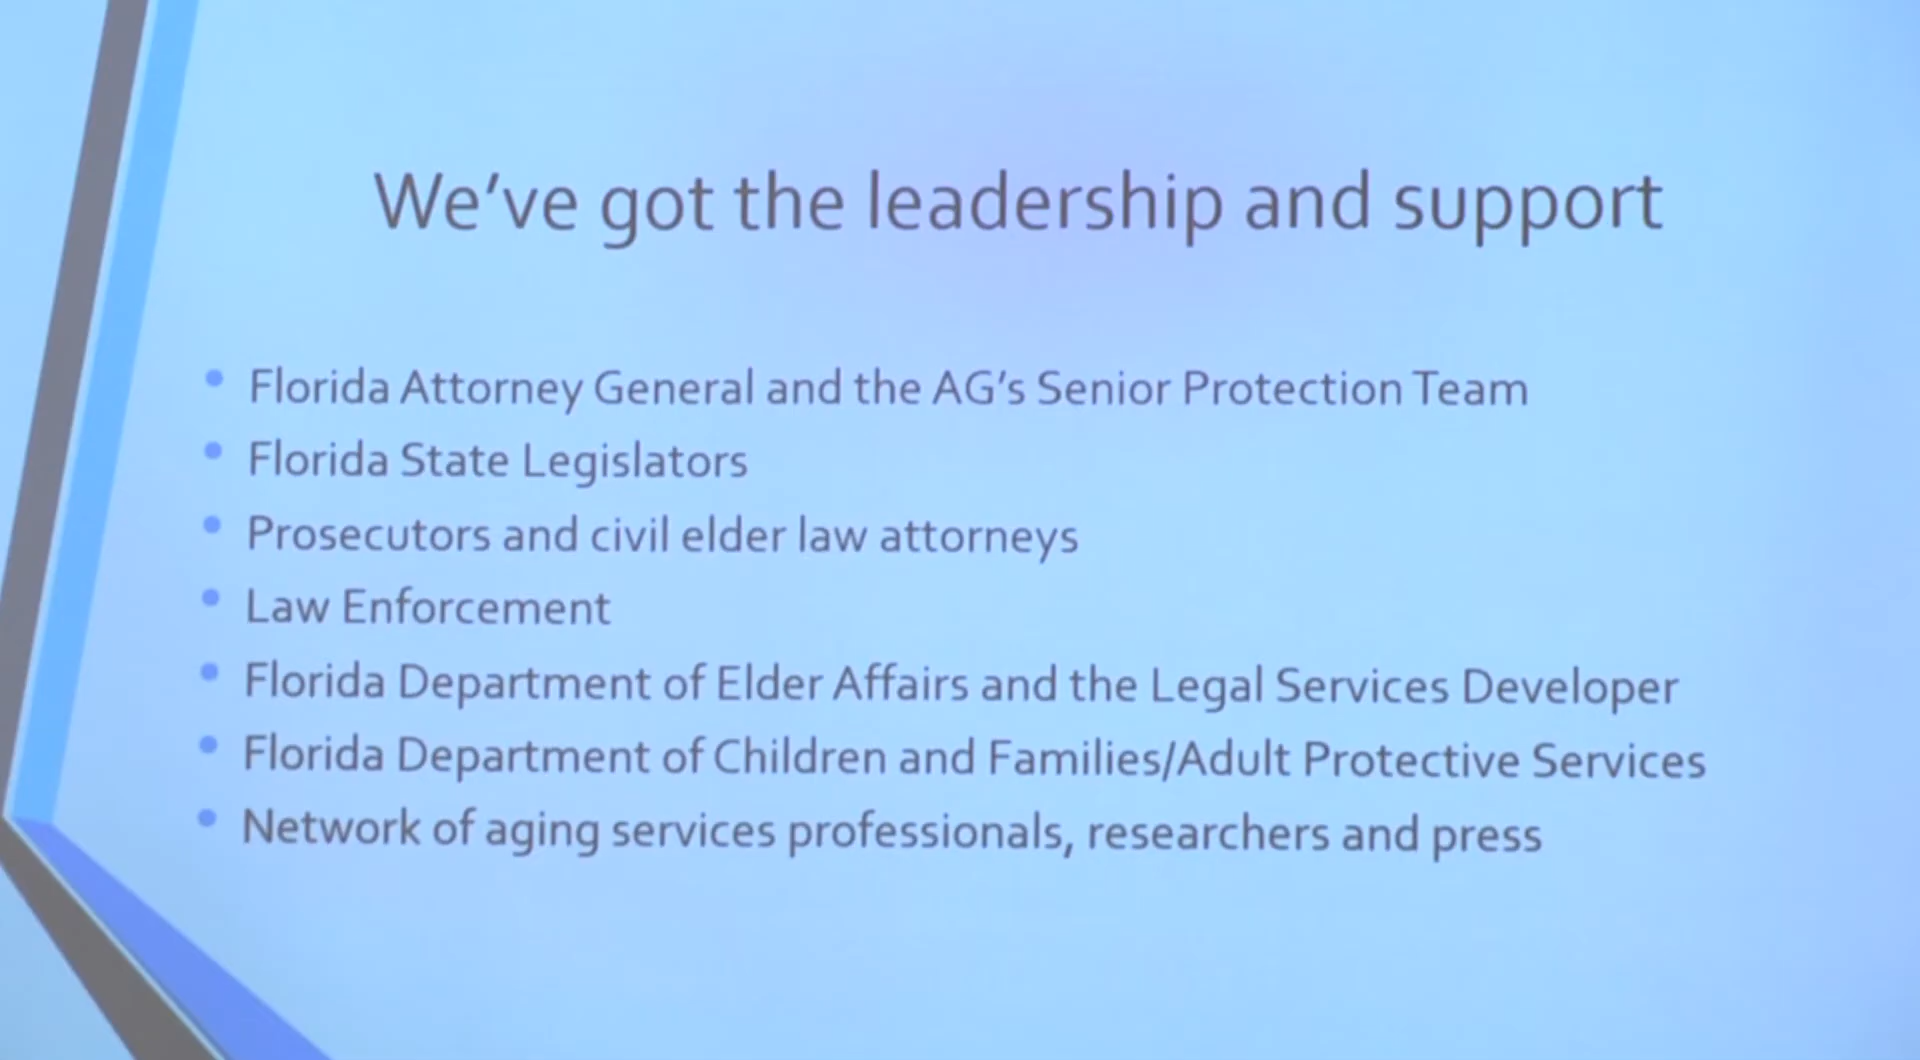 We've got the leadership and support
Florida Attorney General and the AG's Senior Protection Team
Florida State Legislators
Prosecutors and civil elder law attorneys
Law Enforcement
Florida Department of Elder Affairs and the Legal Services Developer
Florida Department of Children and Families/Adult Protective Services
Network of aging services professionals, researchers and press